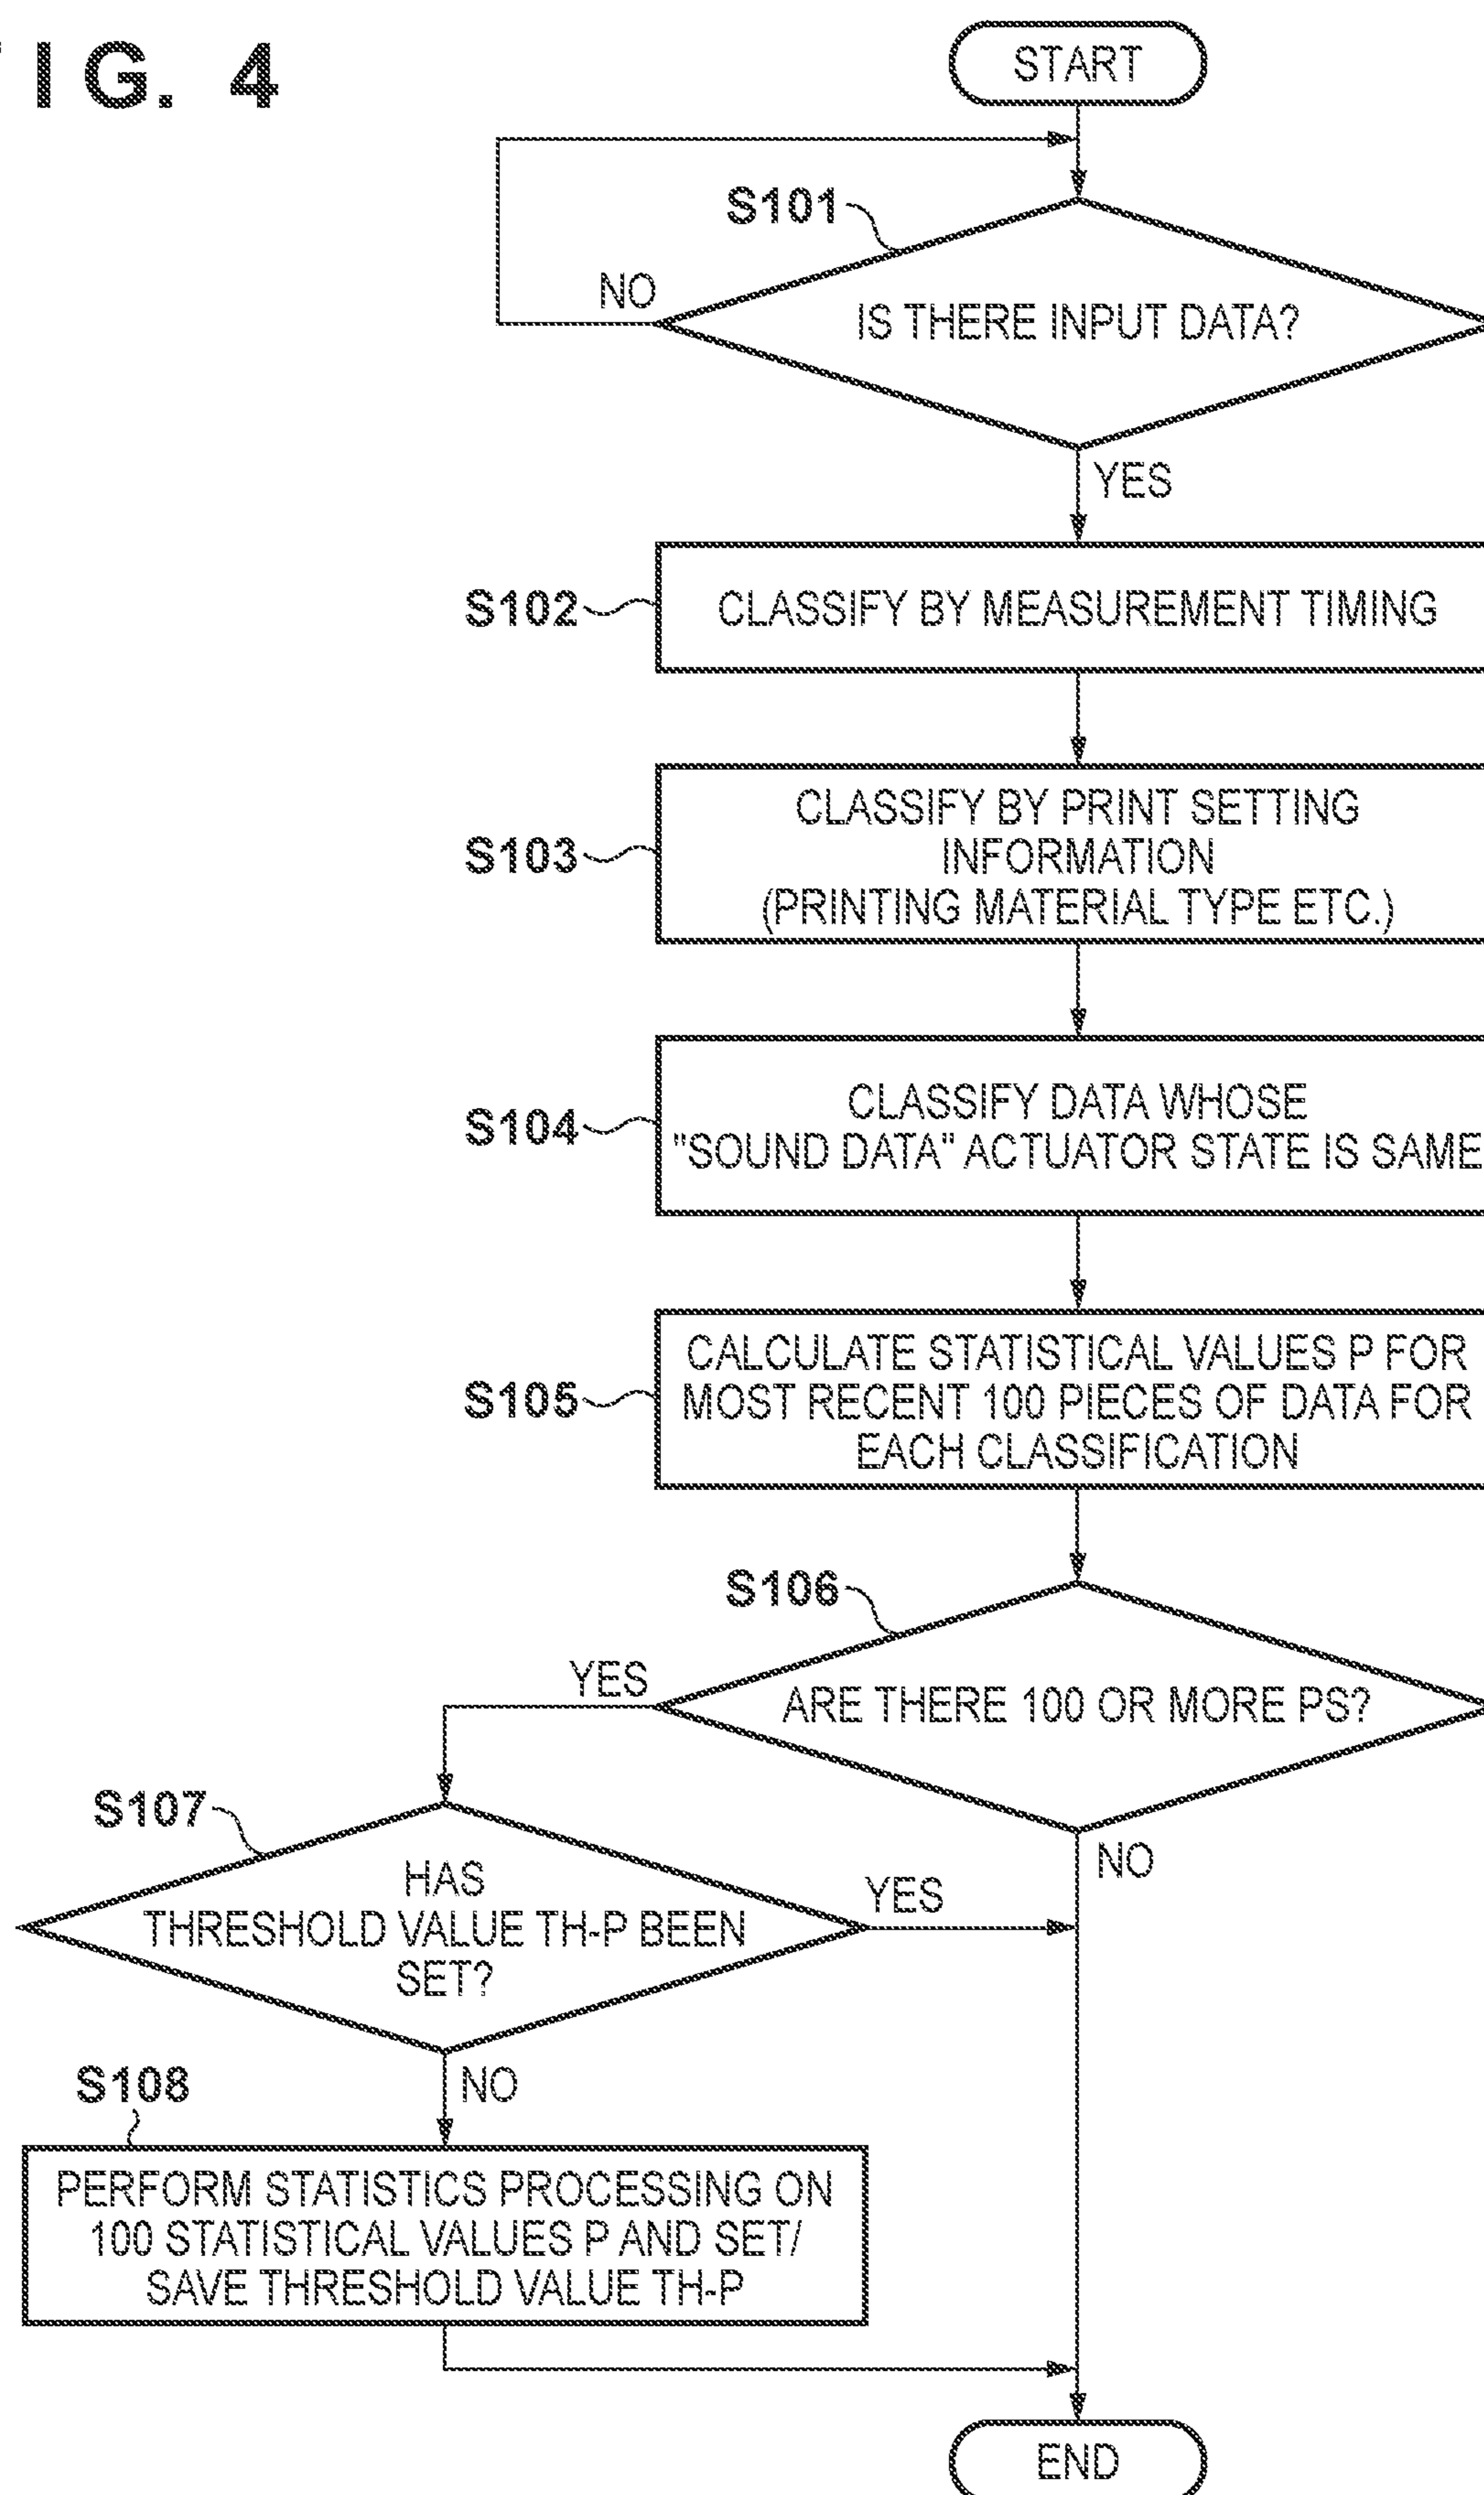 I G. 4
START
S101
NO
IS THERE INPUT DATA?
YES
S102
CLASSIFY BY MEASUREMENT TIMING
S103
CLASSIFY BY PRINT SETTING
INFORMATION
(PRINTING MATERIAL TYPE ETC.)
S104
CLASSIFY DATA WHOSE
"SOUND DATA" ACTUATOR STATE IS SAME
S105
CALCULATE STATISTICAL VALUES P FOR
MOST RECENT 100 PIECES OF DATA FOR
EACH CLASSIFICATION
S106
YES
ARE THERE 100 OR MORE PS?
NO
S107
HAS
THRESHOLD VALUE TH-P BEEN
SET?
YES
NO
S108
PERFORM STATISTICS PROCESSING ON
100 STATISTICAL VALUES P AND SET/
SAVE THRESHOLD VALUE TH-P
END